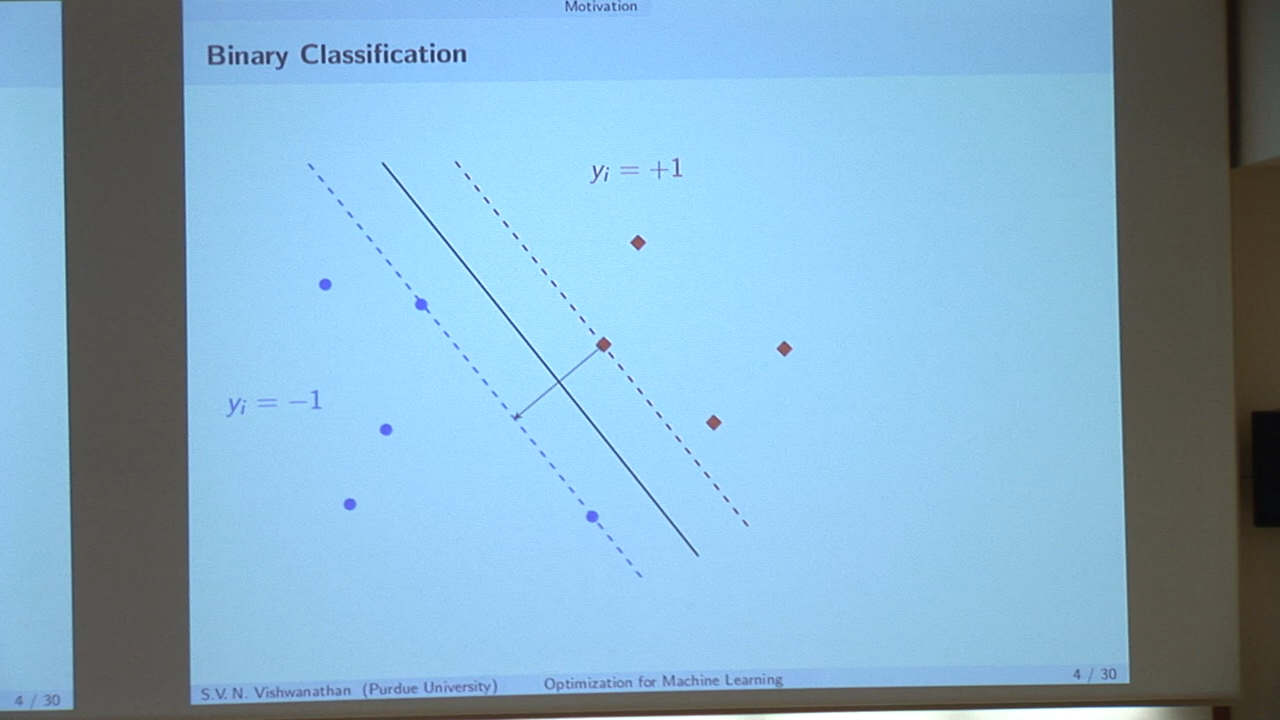 Motivation
Binary Classification
yᵢ = +1
yᵢ = −1
4 / 30
S.V. N. Vishwanathan (Purdue University)
Optimization for Machine Learning
4 / 30